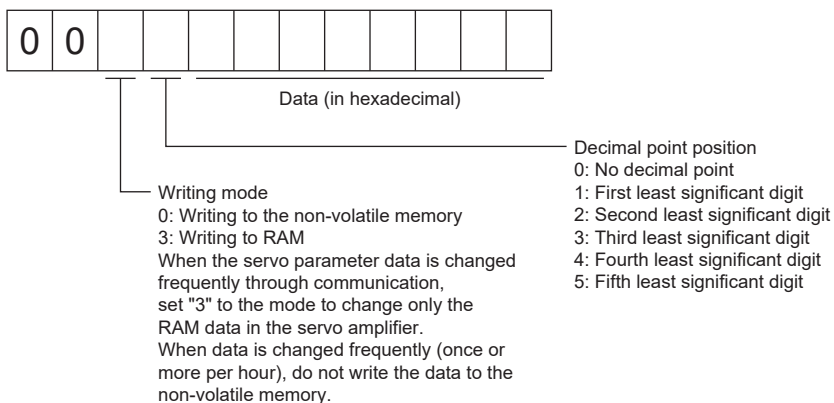 0 0
Data (in hexadecimal)
Decimal point position
0: No decimal point
1: First least significant digit
2: Second least significant digit
3: Third least significant digit
4: Fourth least significant digit
5: Fifth least significant digit
Writing mode
0: Writing to the non-volatile memory
3: Writing to RAM
When the servo parameter data is changed
frequently through communication,
set "3" to the mode to change only the
RAM data in the servo amplifier.
When data is changed frequently (once or
more per hour), do not write the data to the
non-volatile memory.